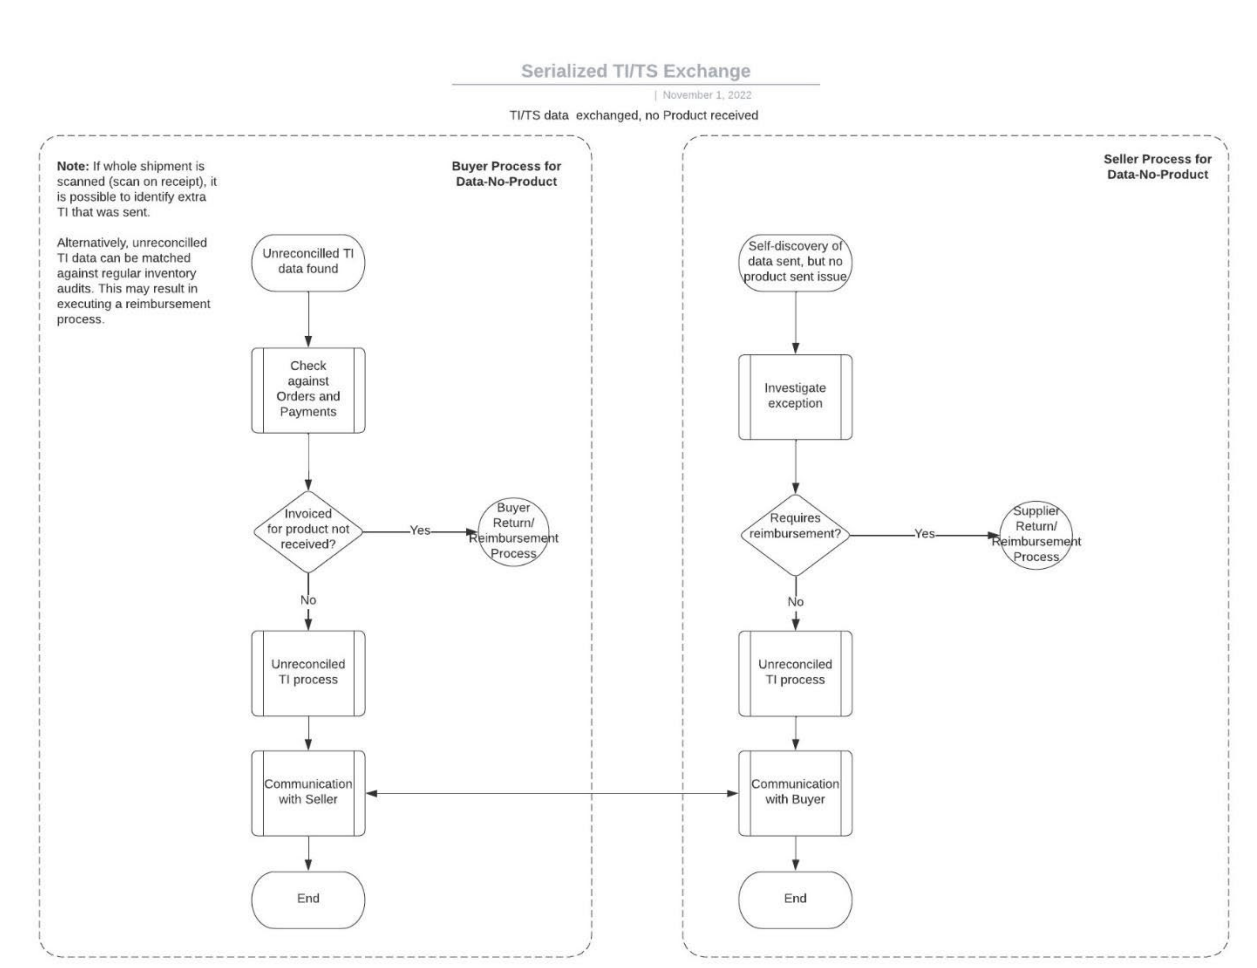 Serialized TI/TS Exchange
| November 1, 2022
TI/TS data exchanged, no Product received
Note: If whole shipment is
scanned (scan on receipt), it
is possible to identify extra
TI that was sent.
Alternatively, unreconcilled
TI data can be matched
against regular inventory
audits. This may result in
executing a reimbursement
process.
Buyer Process for
Data-No-Product
Unreconcilled TI
data found
Check
against
Orders and
Payments
Invoiced
for product not
received?
Yes
Buyer
Return/
Reimbursement
Process
No
Unreconciled
TI process
Communication
with Seller
End
Seller Process for
Data-No-Product
Self-discovery of
data sent, but no
product sent issue
Investigate
exception
Requires
reimbursement?
Yes
Supplier
Return/
Reimbursement
Process
No
Unreconciled
TI process
Communication
with Buyer
End